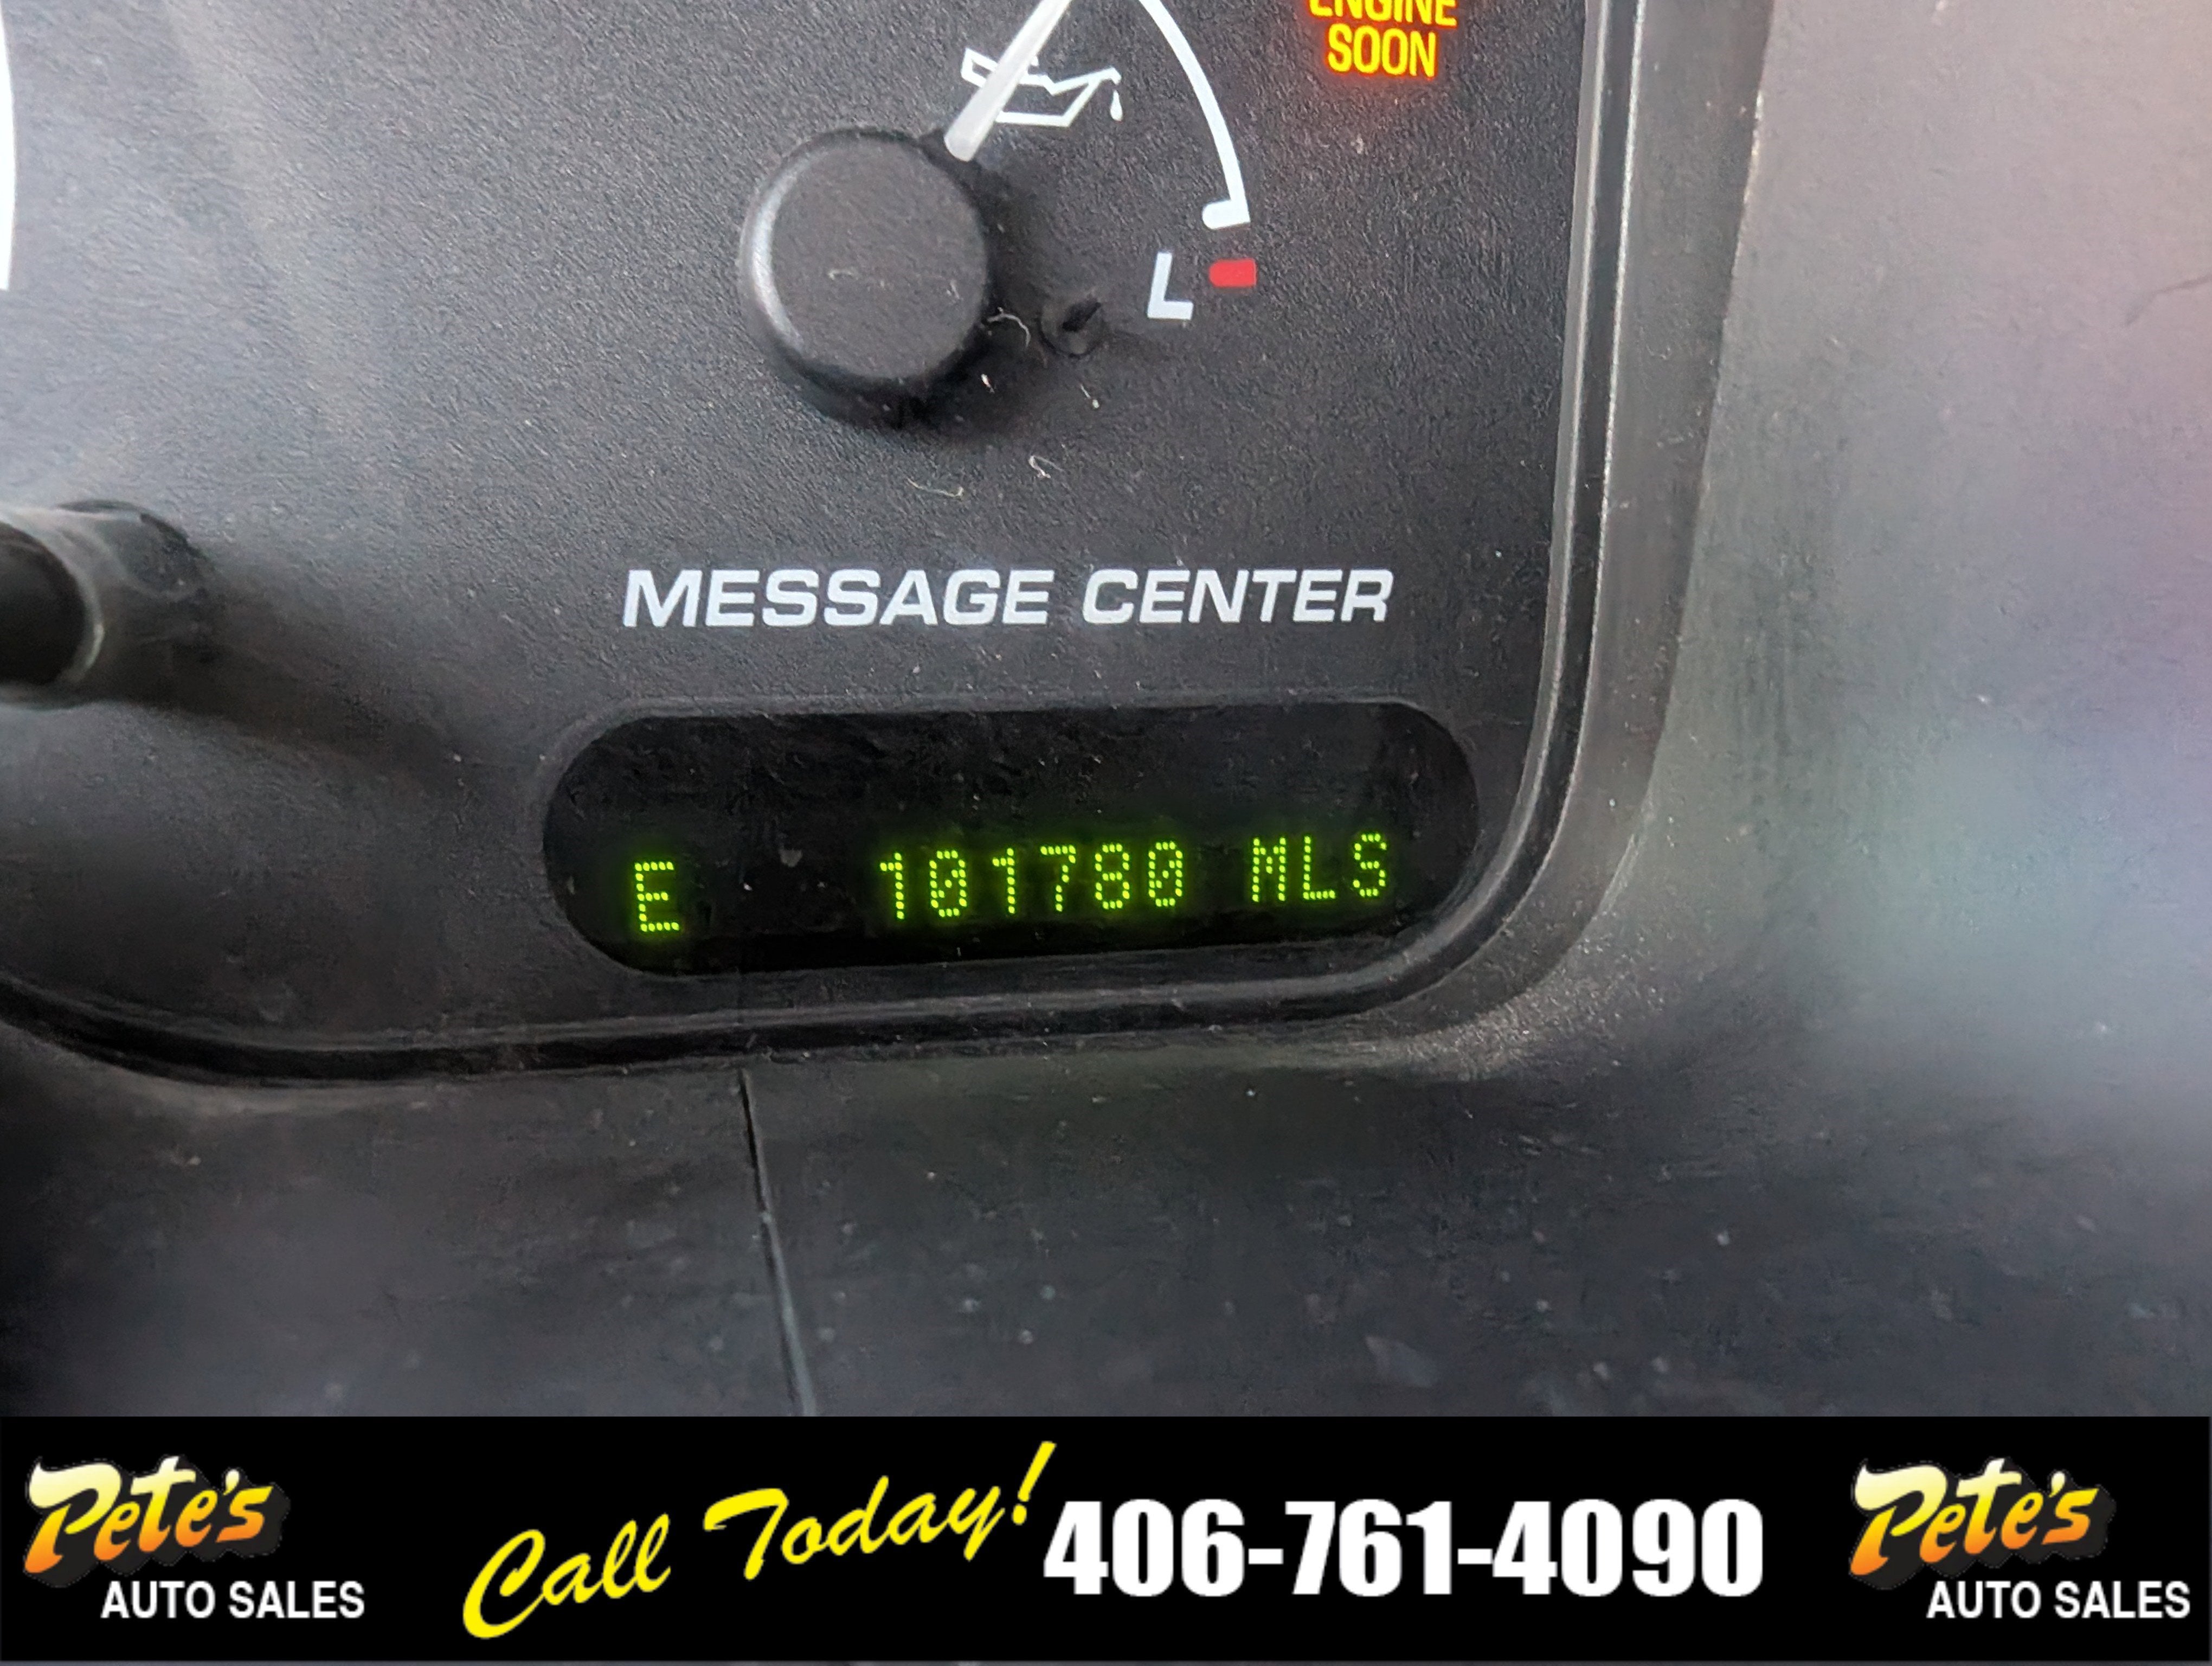 ENGINE
SOON
L
MESSAGE CENTER
E 101780 MLS
Pete's
AUTO SALES
Call Today! 406-761-4090
Pete's
AUTO SALES